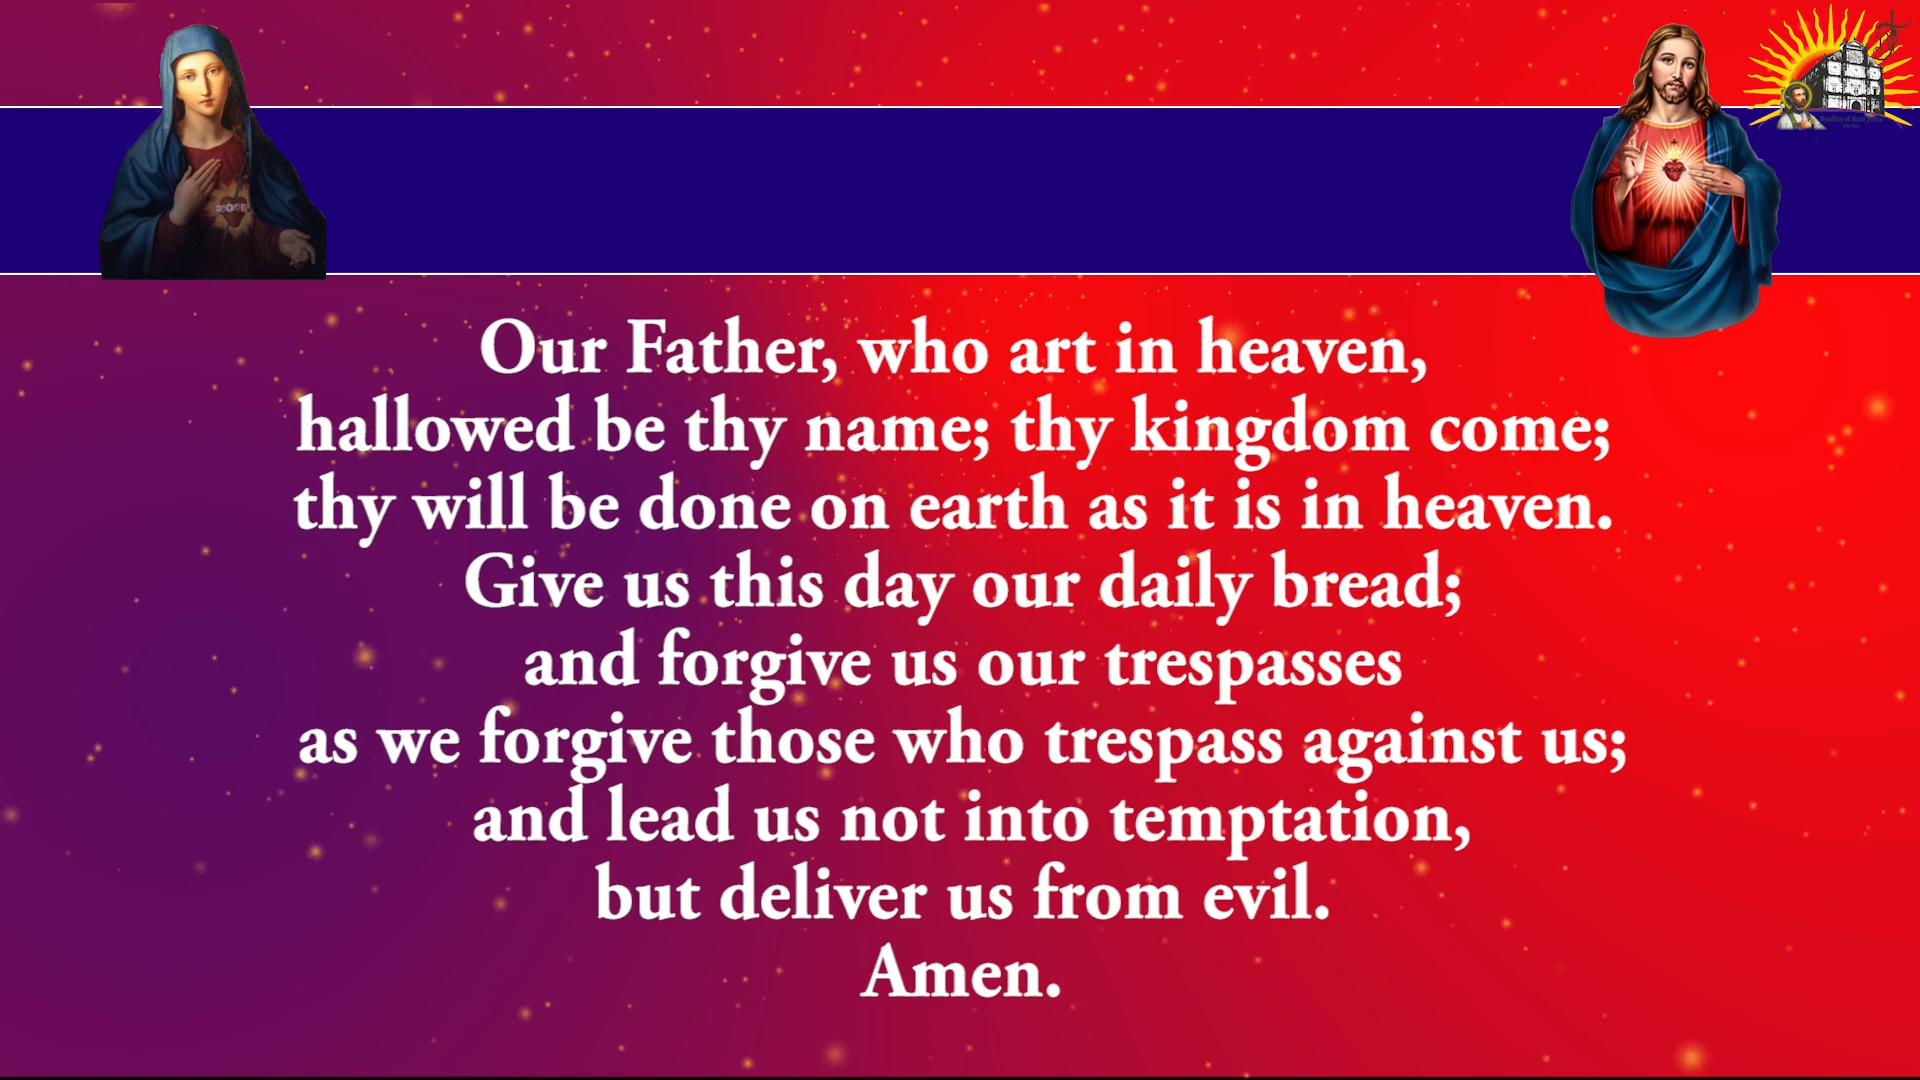 Our Father, who art in heaven,
hallowed be thy name; thy kingdom come;
thy will be done on earth as it is in heaven.
Give us this day our daily bread;
and forgive us our trespasses
as we forgive those who trespass against us;
and lead us not into temptation,
but deliver us from evil.
Amen.